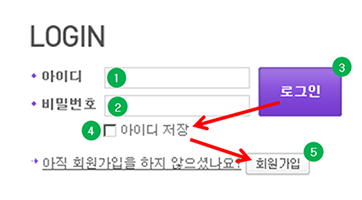 LOGIN
아이디 1
비밀번호 2
로그인 3
4 아이디 저장
아직 회원가입을 하지 않으셨나요? 회원가입 5